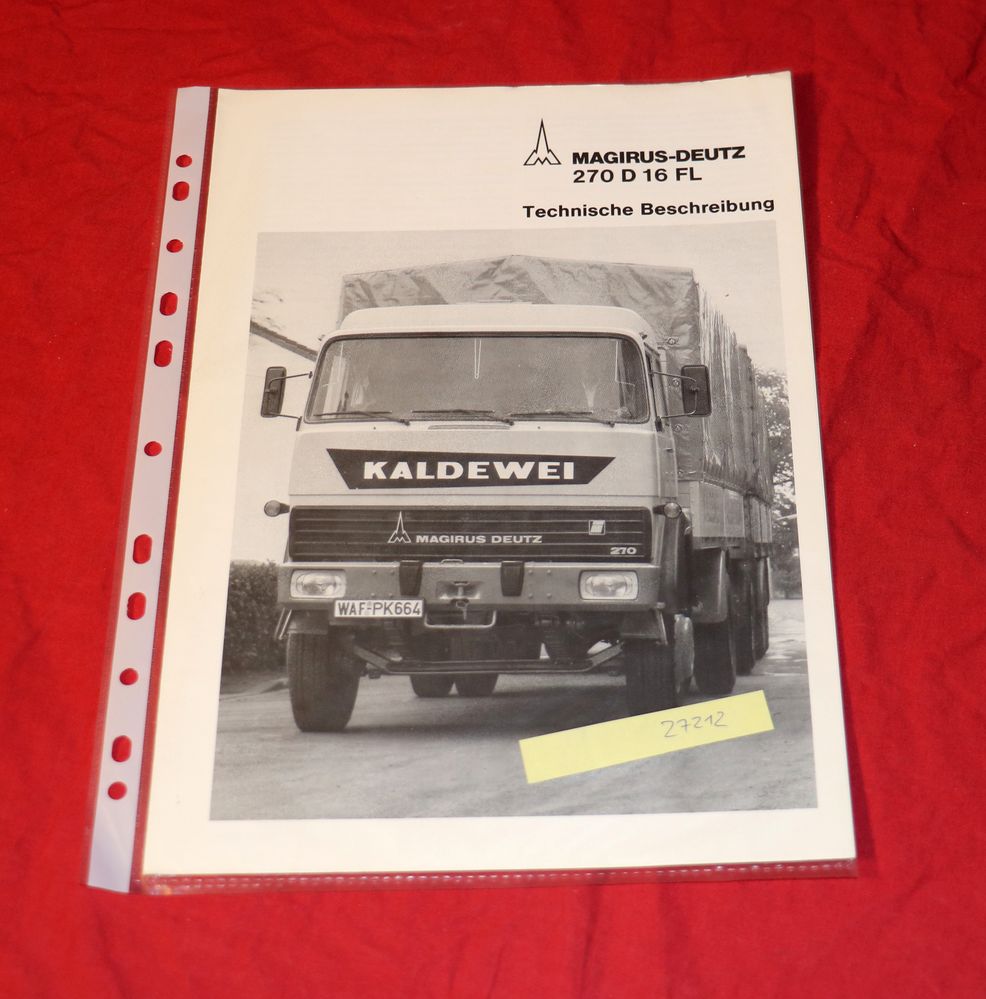 MAGIRUS-DEUTZ
270 D 16 FL
Technische Beschreibung
KALDEWEI
MAGIRUS DEUTZ
270
WAF-PK664
27212